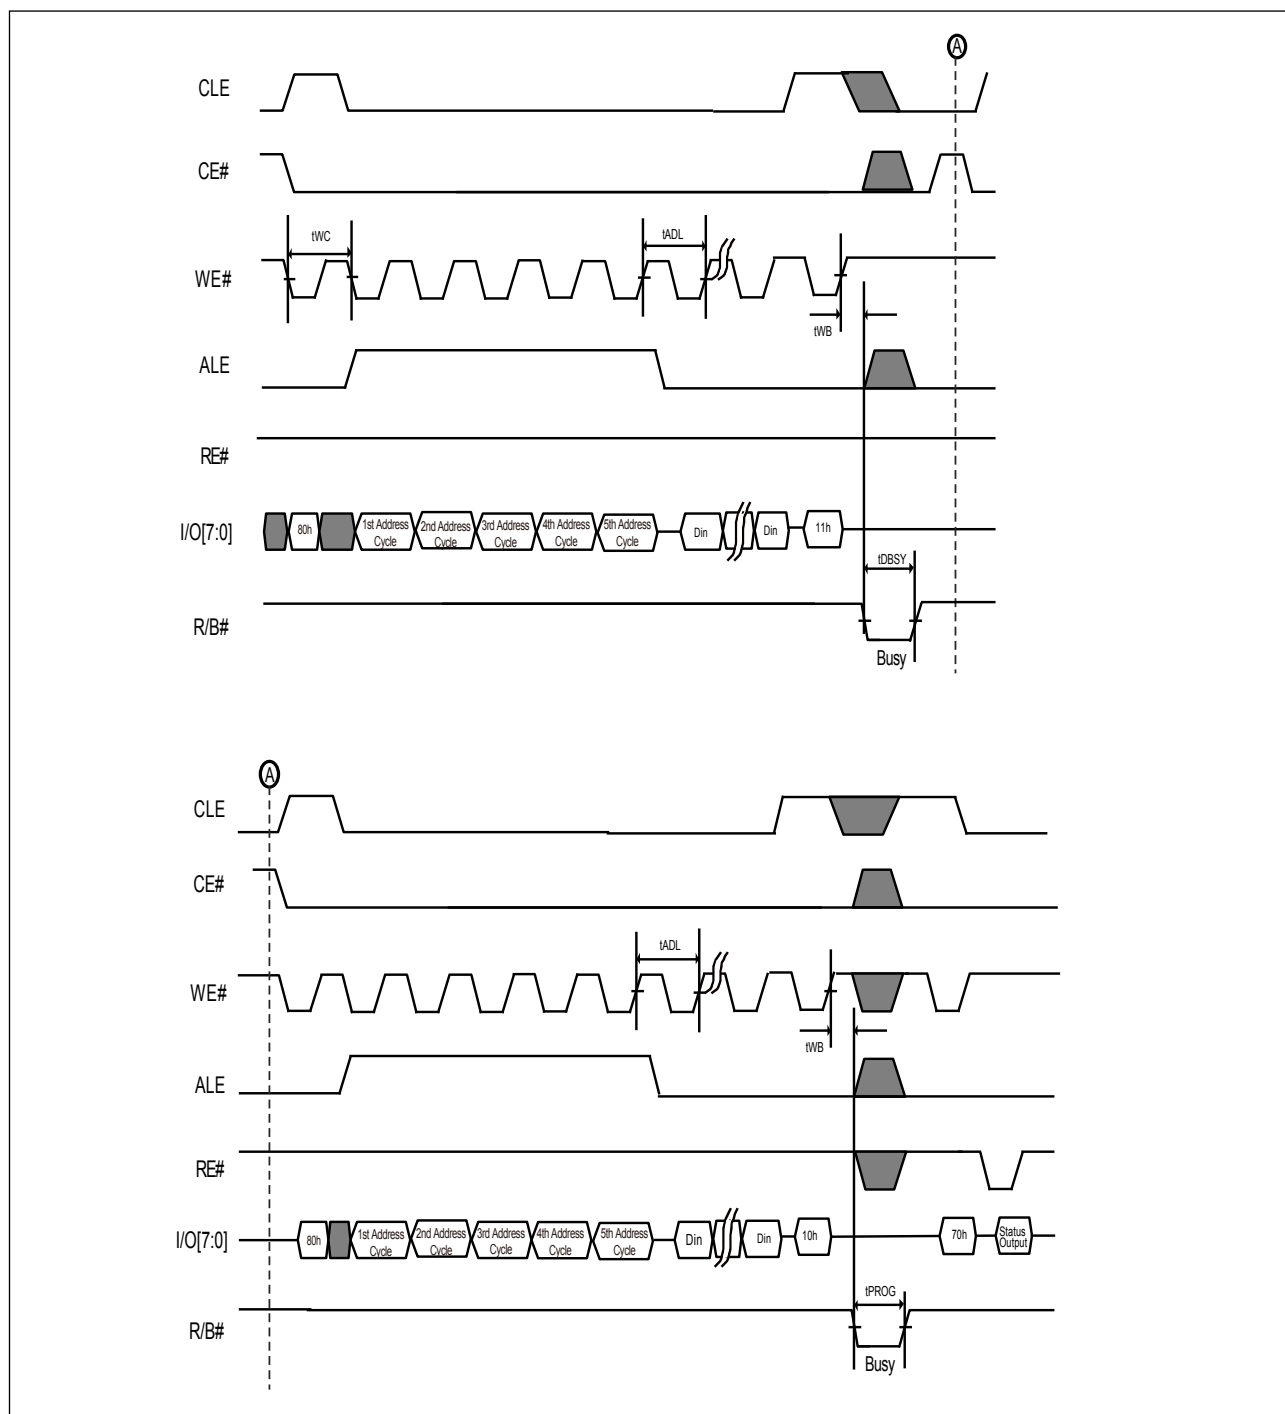 A
CLE
CE#
tWC
tADL
WE#
tWB
ALE
RE#
I/O[7:0]
80h
1st Address
Cycle
2nd Address
Cycle
3rd Address
Cycle
4th Address
Cycle
5th Address
Cycle
Din
Din
11h
tDBSY
R/B#
Busy
A
CLE
CE#
tADL
WE#
tWB
ALE
RE#
I/O[7:0]
80h
1st Address
Cycle
2nd Address
Cycle
3rd Address
Cycle
4th Address
Cycle
5th Address
Cycle
Din
Din
10h
70h
Status
Output
tPROG
R/B#
Busy